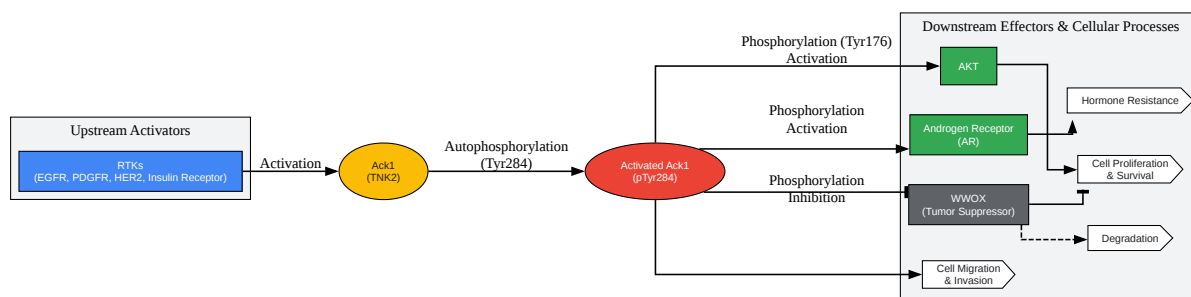 Downstream Effectors & Cellular Processes
Phosphorylation (Tyr176)
Activation
AKT
Hormone Resistance
Phosphorylation
Activation
Androgen Receptor
(AR)
Upstream Activators
RTKs
(EGFR, PDGFR, HER2, Insulin Receptor)
Activation
Ack1
(TNK2)
Autophosphorylation
(Tyr284)
Activated Ack1
(pTyr284)
Cell Proliferation
& Survival
Phosphorylation
Inhibition
WWOX
(Tumor Suppressor)
Degradation
Cell Migration
& Invasion